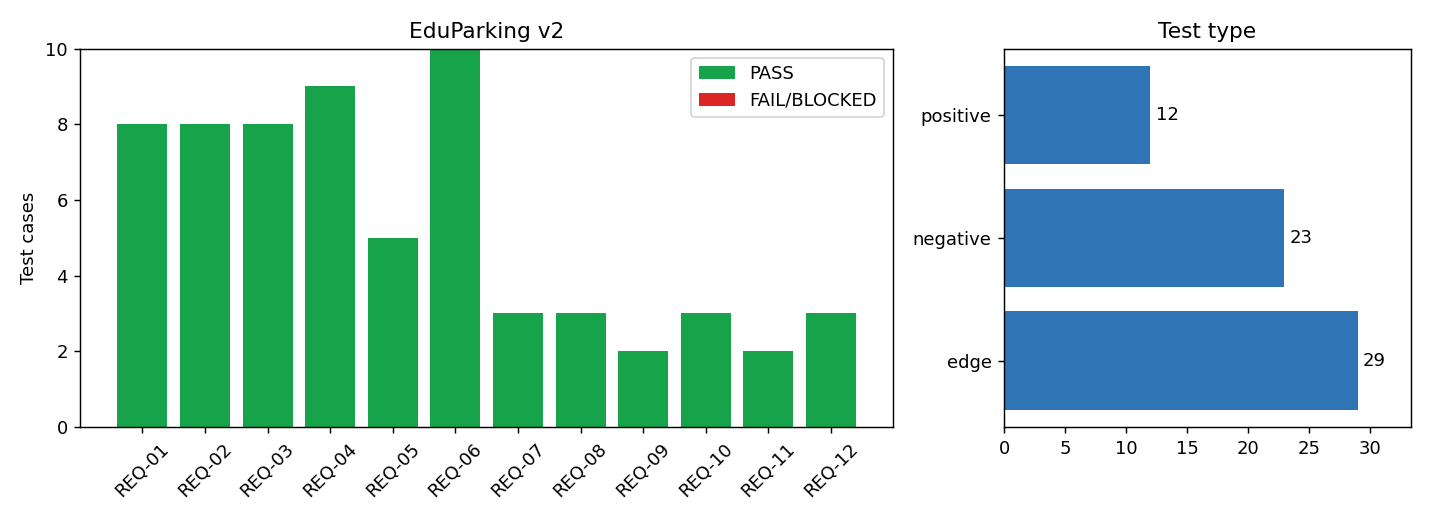 EduParking v2
Test cases
10
8
6
4
2
0
PASS
FAIL/BLOCKED
REQ-01
REQ-02
REQ-03
REQ-04
REQ-05
REQ-06
REQ-07
REQ-08
REQ-09
REQ-10
REQ-11
REQ-12
Test type
positive
12
negative
23
edge
29
0 5 10 15 20 25 30